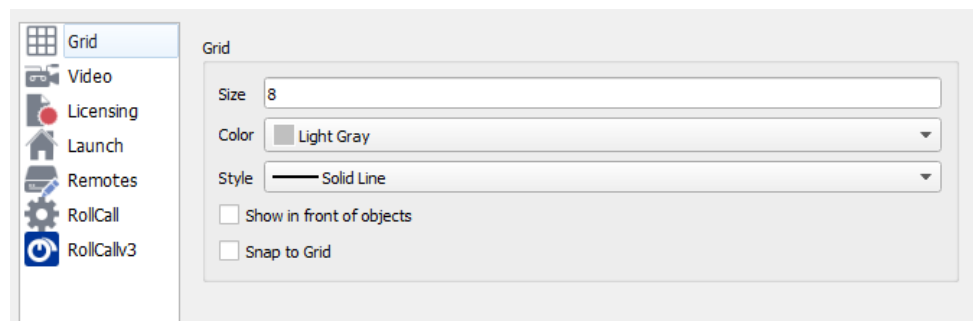 Grid
Video
Licensing
Launch
Remotes
RollCall
RollCallv3
Grid
Size 8
Color Light Gray
Style Solid Line
Show in front of objects
Snap to Grid